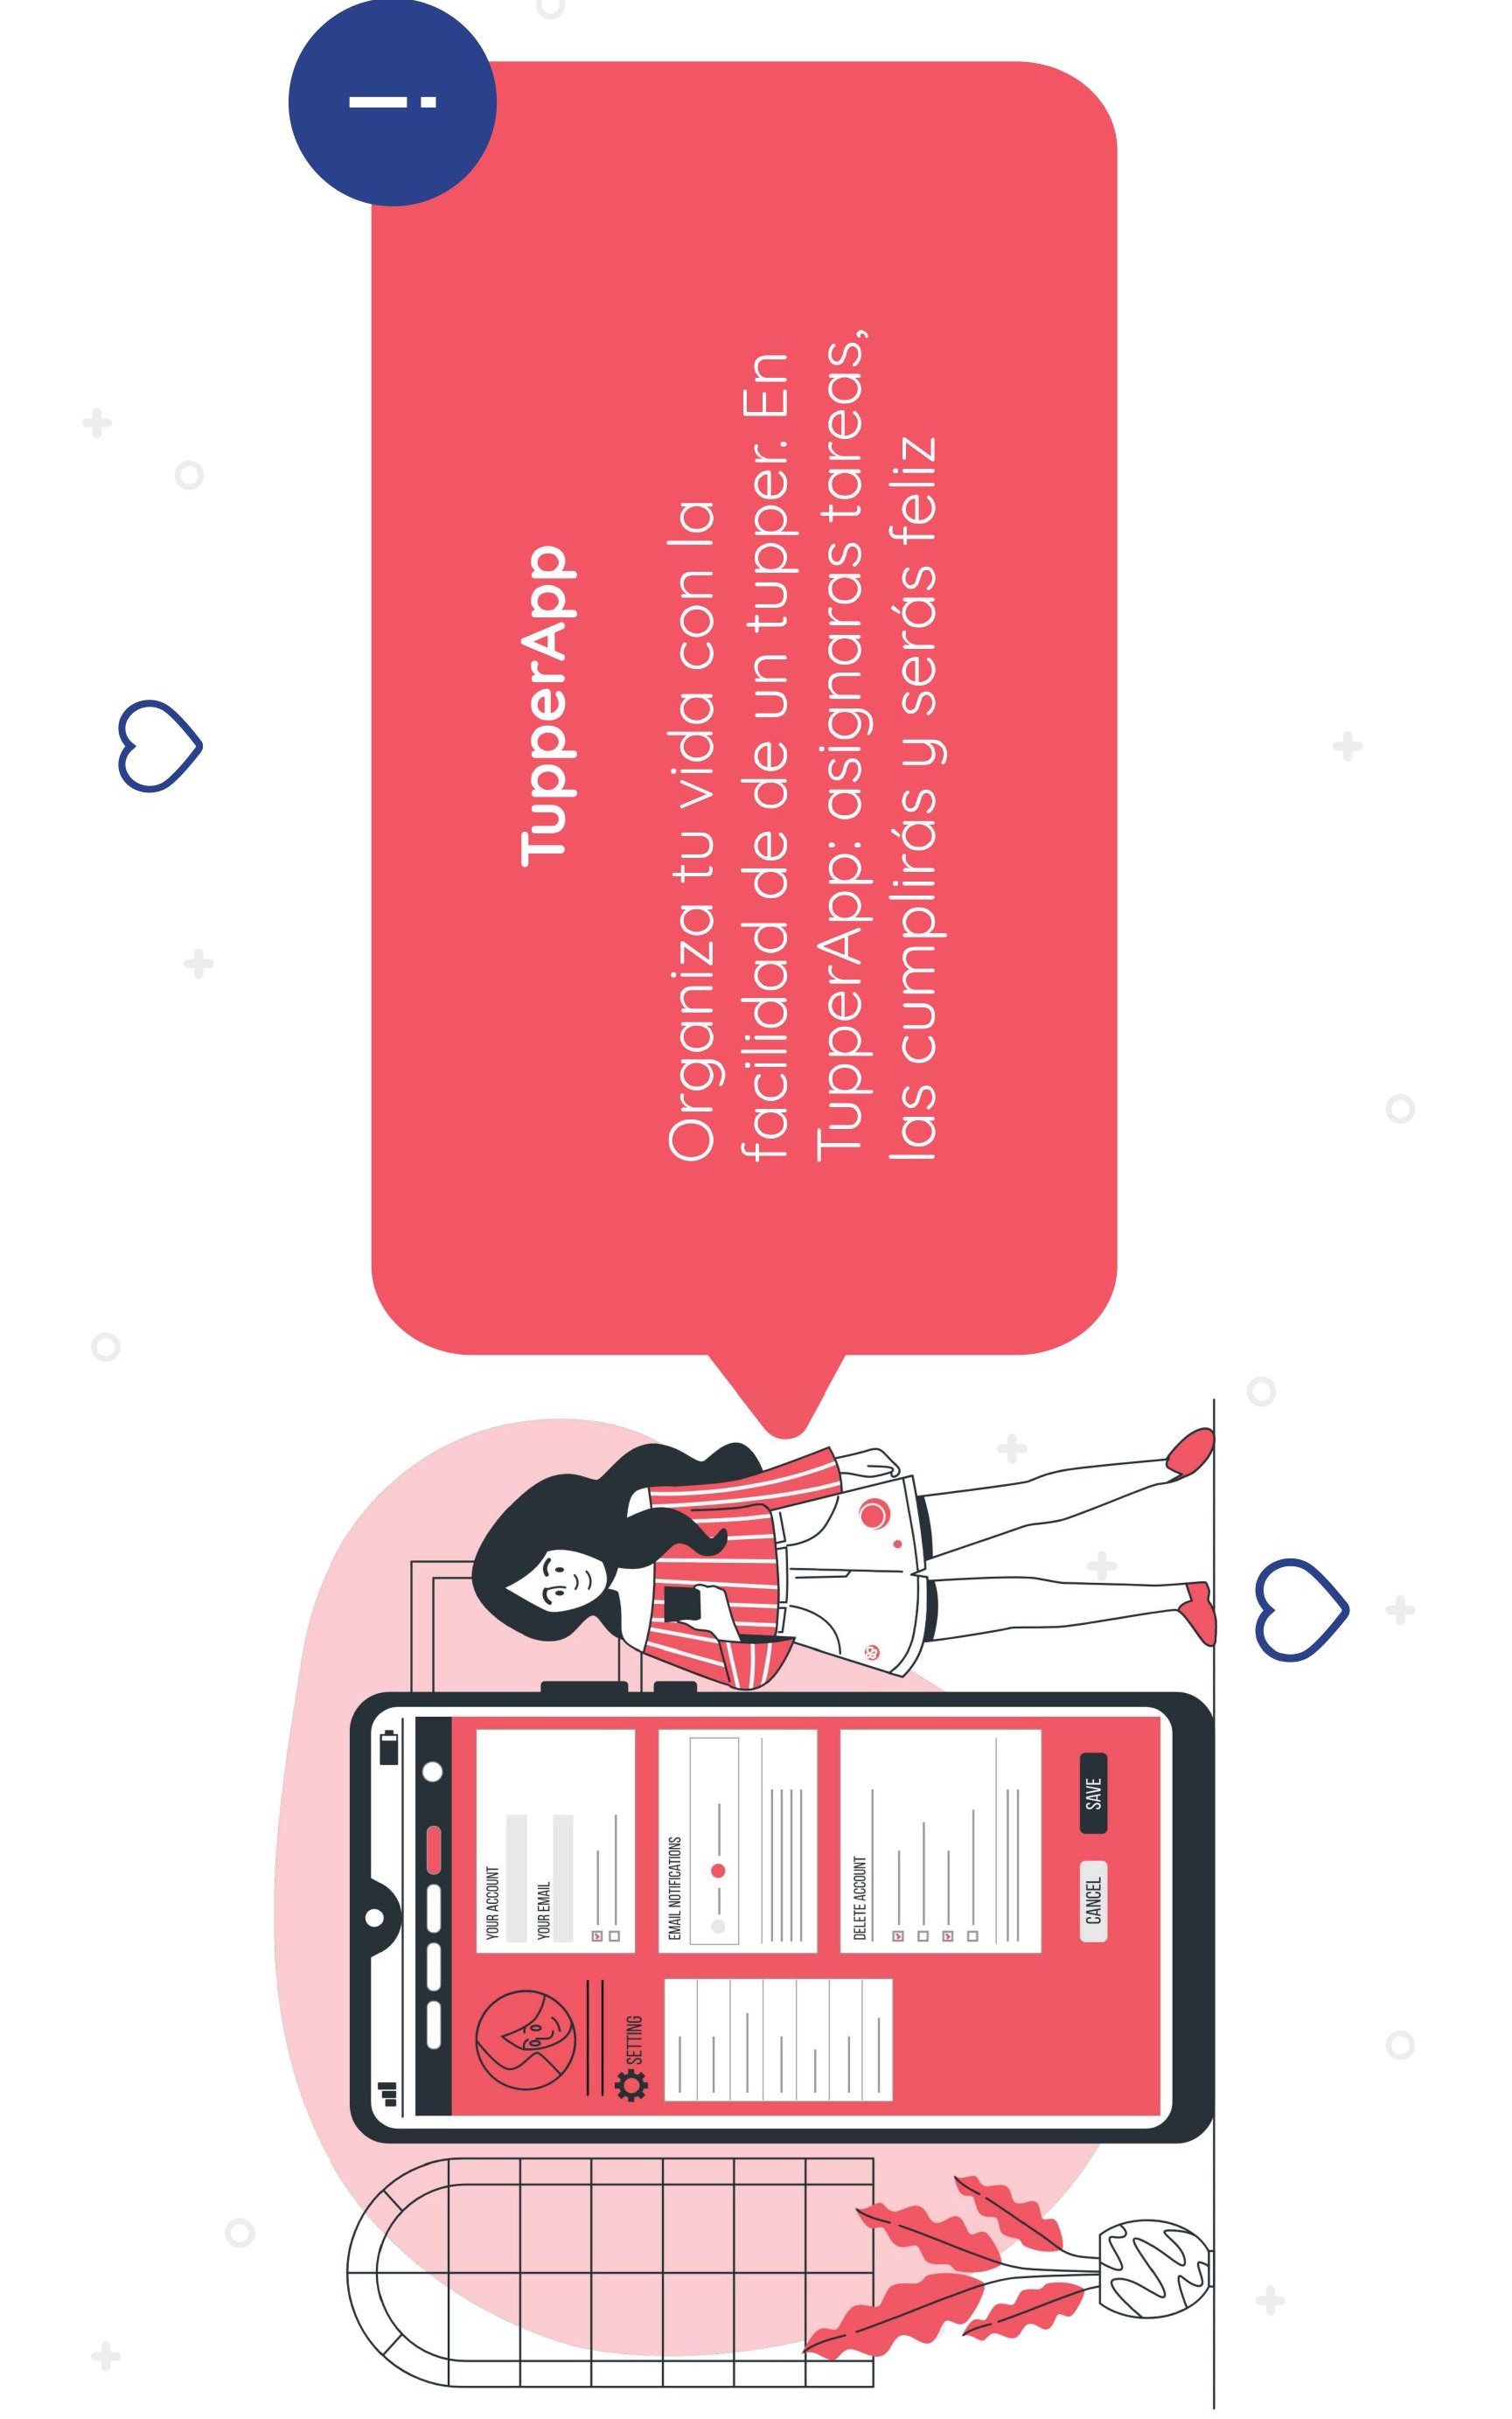 YOUR ACCOUNT
YOUR EMAIL
SETTING
EMAIL NOTIFICATIONS
DELETE ACCOUNT
CANCEL SAVE
!
TupperApp
Organiza tu vida con la
facilidad de de un tupper. En
TupperApp: asignaras tareas,
las cumplirás y serás feliz